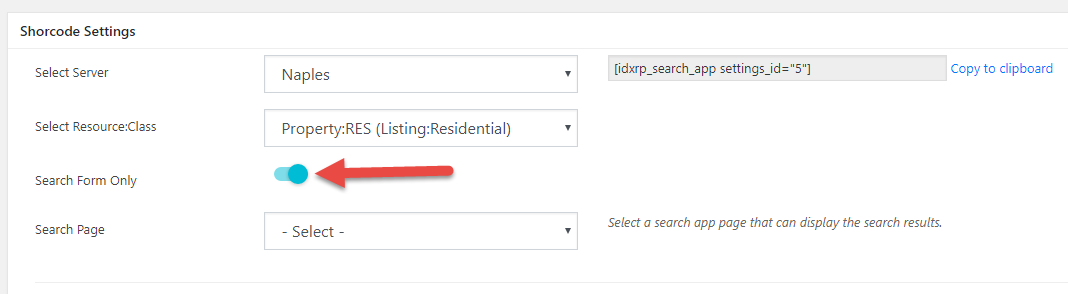 Shorcode Settings
Select Server
Naples
[idxrp_search_app settings_id="5"] Copy to clipboard
Select Resource:Class
Property:RES (Listing:Residential)
Search Form Only
Search Page
- Select -
Select a search app page that can display the search results.